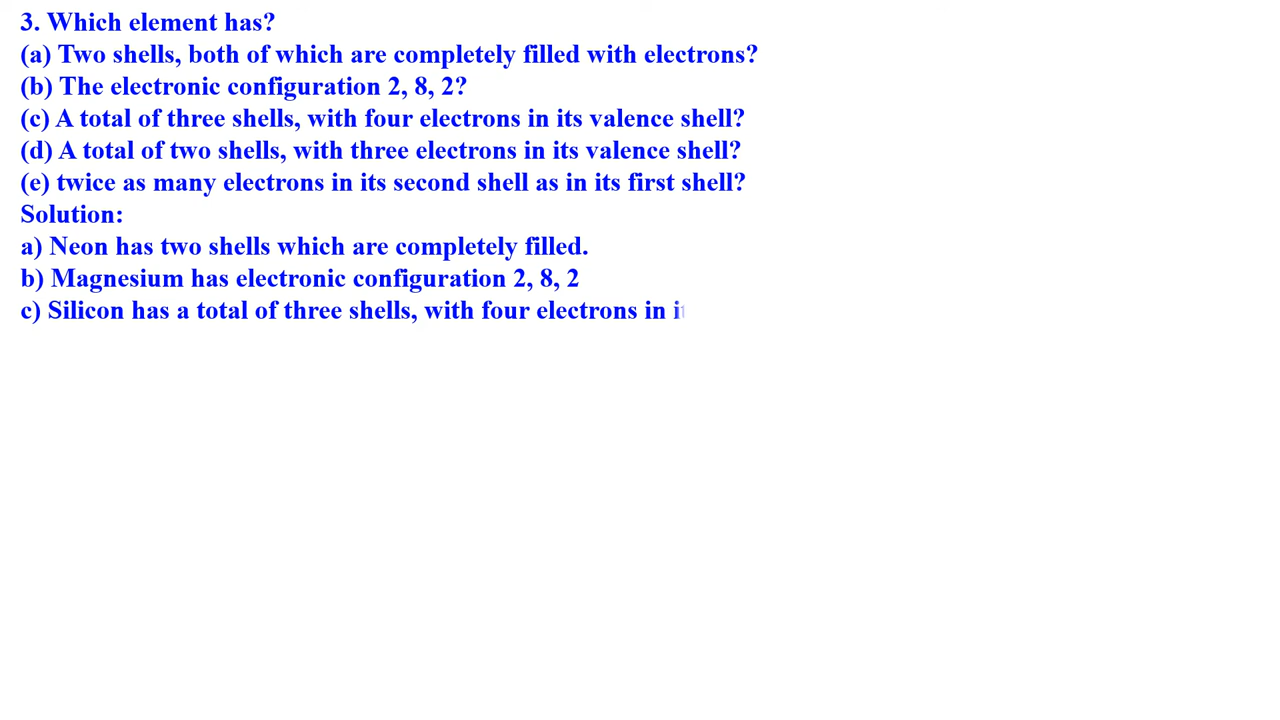 3. Which element has?
(a) Two shells, both of which are completely filled with electrons?
(b) The electronic configuration 2, 8, 2?
(c) A total of three shells, with four electrons in its valence shell?
(d) A total of two shells, with three electrons in its valence shell?
(e) twice as many electrons in its second shell as in its first shell?
Solution:
a) Neon has two shells which are completely filled.
b) Magnesium has electronic configuration 2, 8, 2
c) Silicon has a total of three shells, with four electrons in